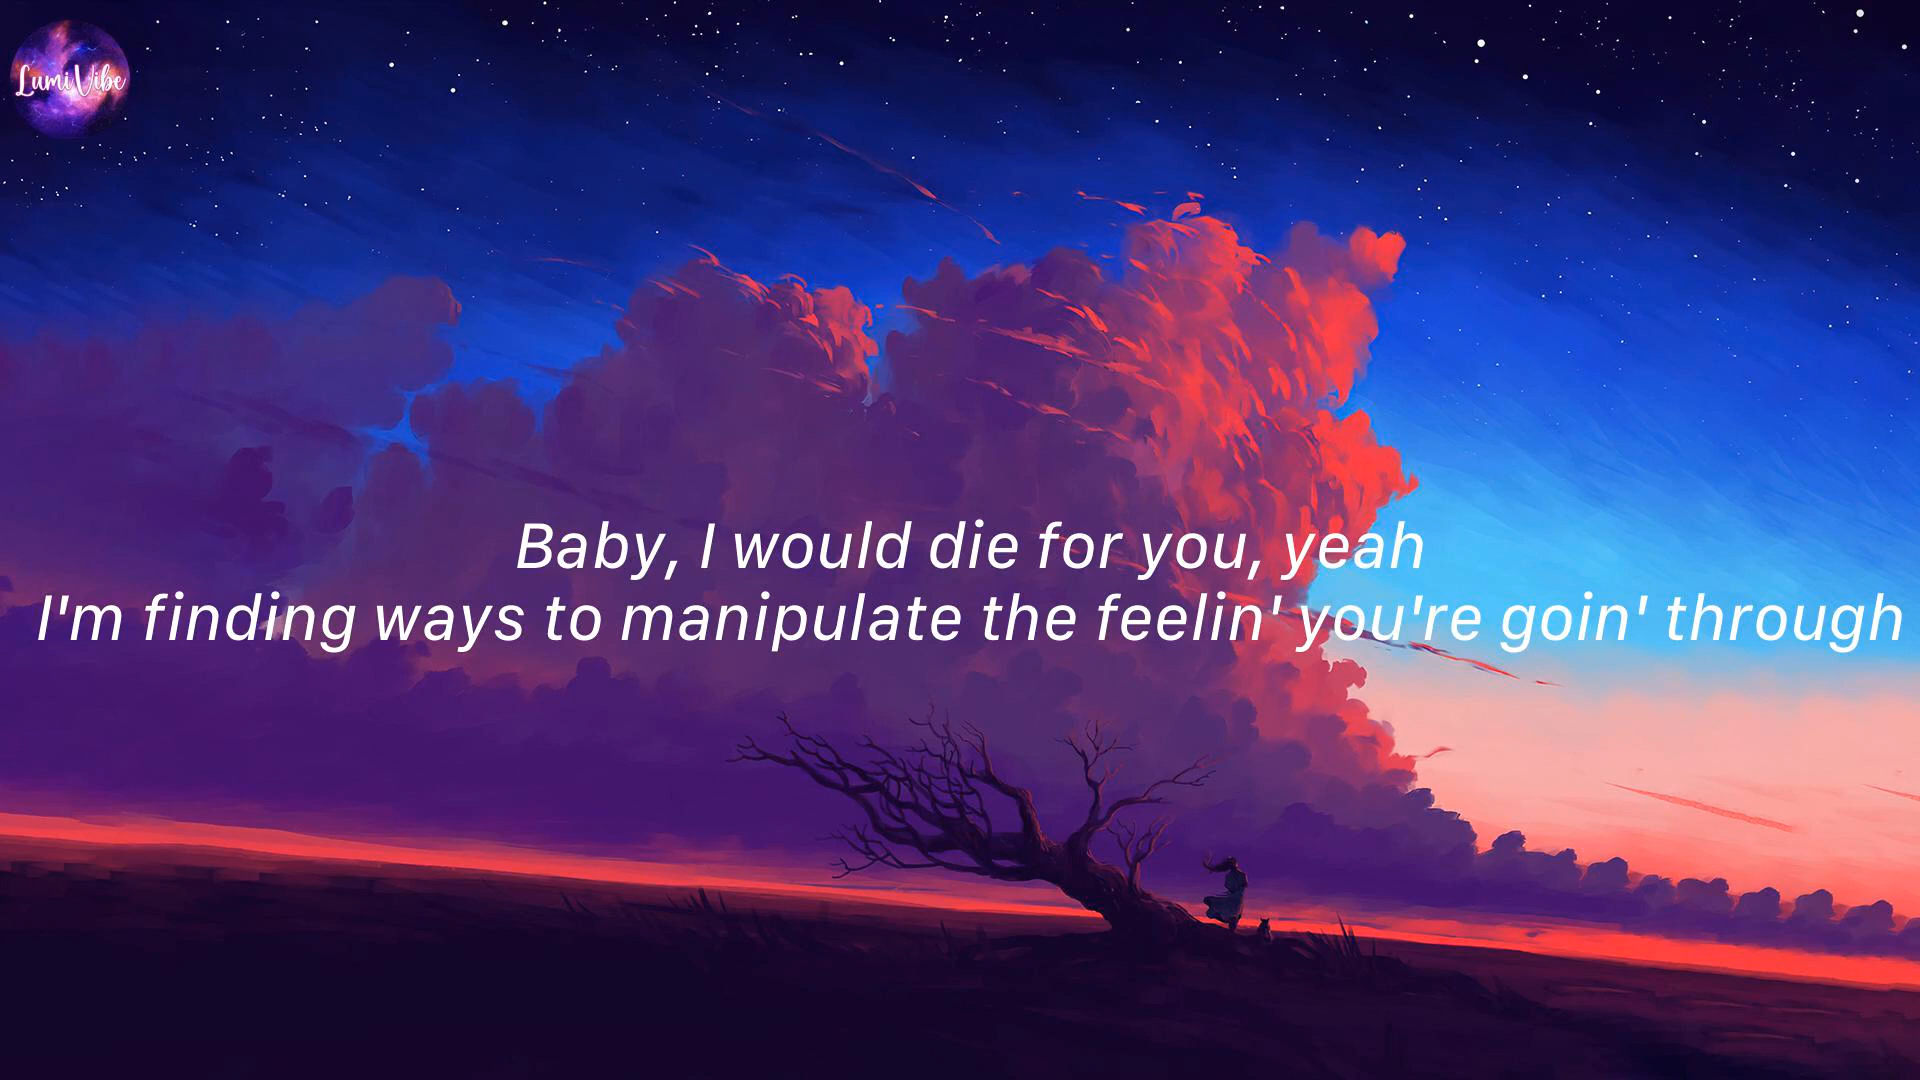 LumiVibe
Baby, I would die for you, yeah
I'm finding ways to manipulate the feelin' you're goin' through